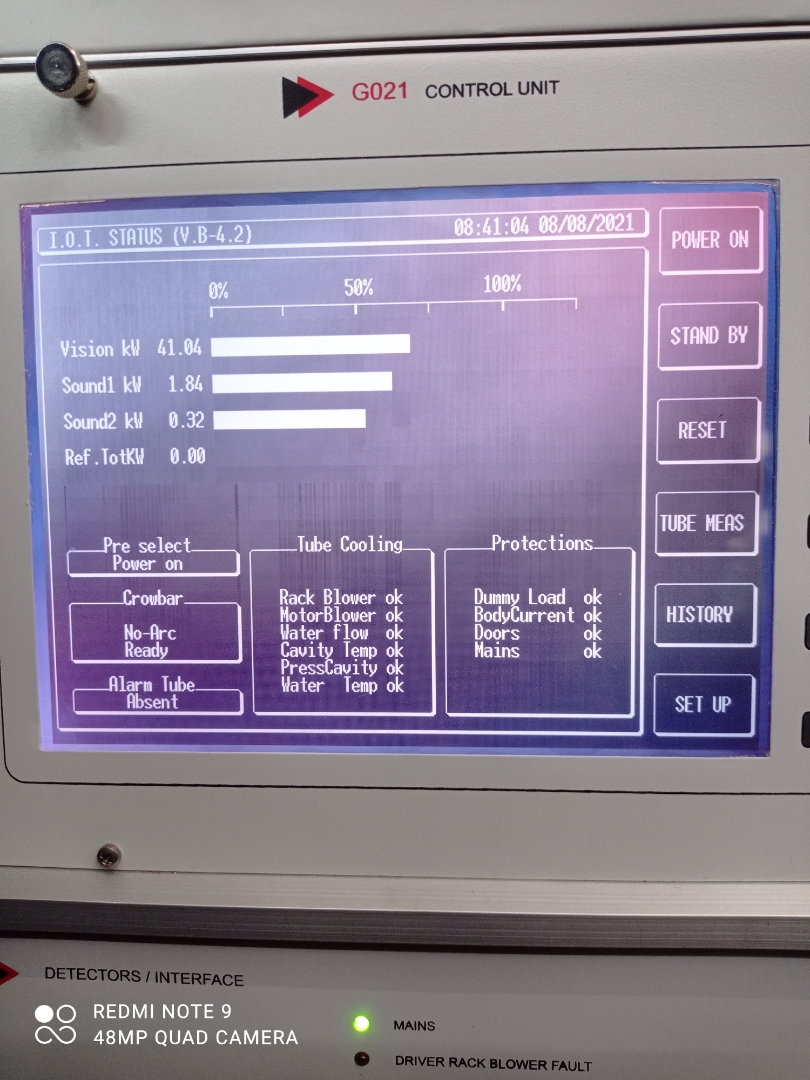 G021 CONTROL UNIT
I.O.T. STATUS (V.B-4.2) 08:41:04 08/08/2021
0% 50% 100%
Vision kW 41.04
Sound1 kW 1.84
Sound2 kW 0.32
Ref.TotKW 0.00
Pre select
Power on
Crowbar
No-Arc
Ready
Alarm Tube
Absent
Tube Cooling
Rack Blower ok
MotorBlower ok
Water flow ok
Cavity Temp ok
PressCavity ok
Water Temp ok
Protections
Dummy Load ok
BodyCurrent ok
Doors ok
Mains ok
POWER ON
STAND BY
RESET
TUBE MEAS
HISTORY
SET UP
DETECTORS / INTERFACE
MAINS
DRIVER RACK BLOWER FAULT
REDMI NOTE 9
48MP QUAD CAMERA